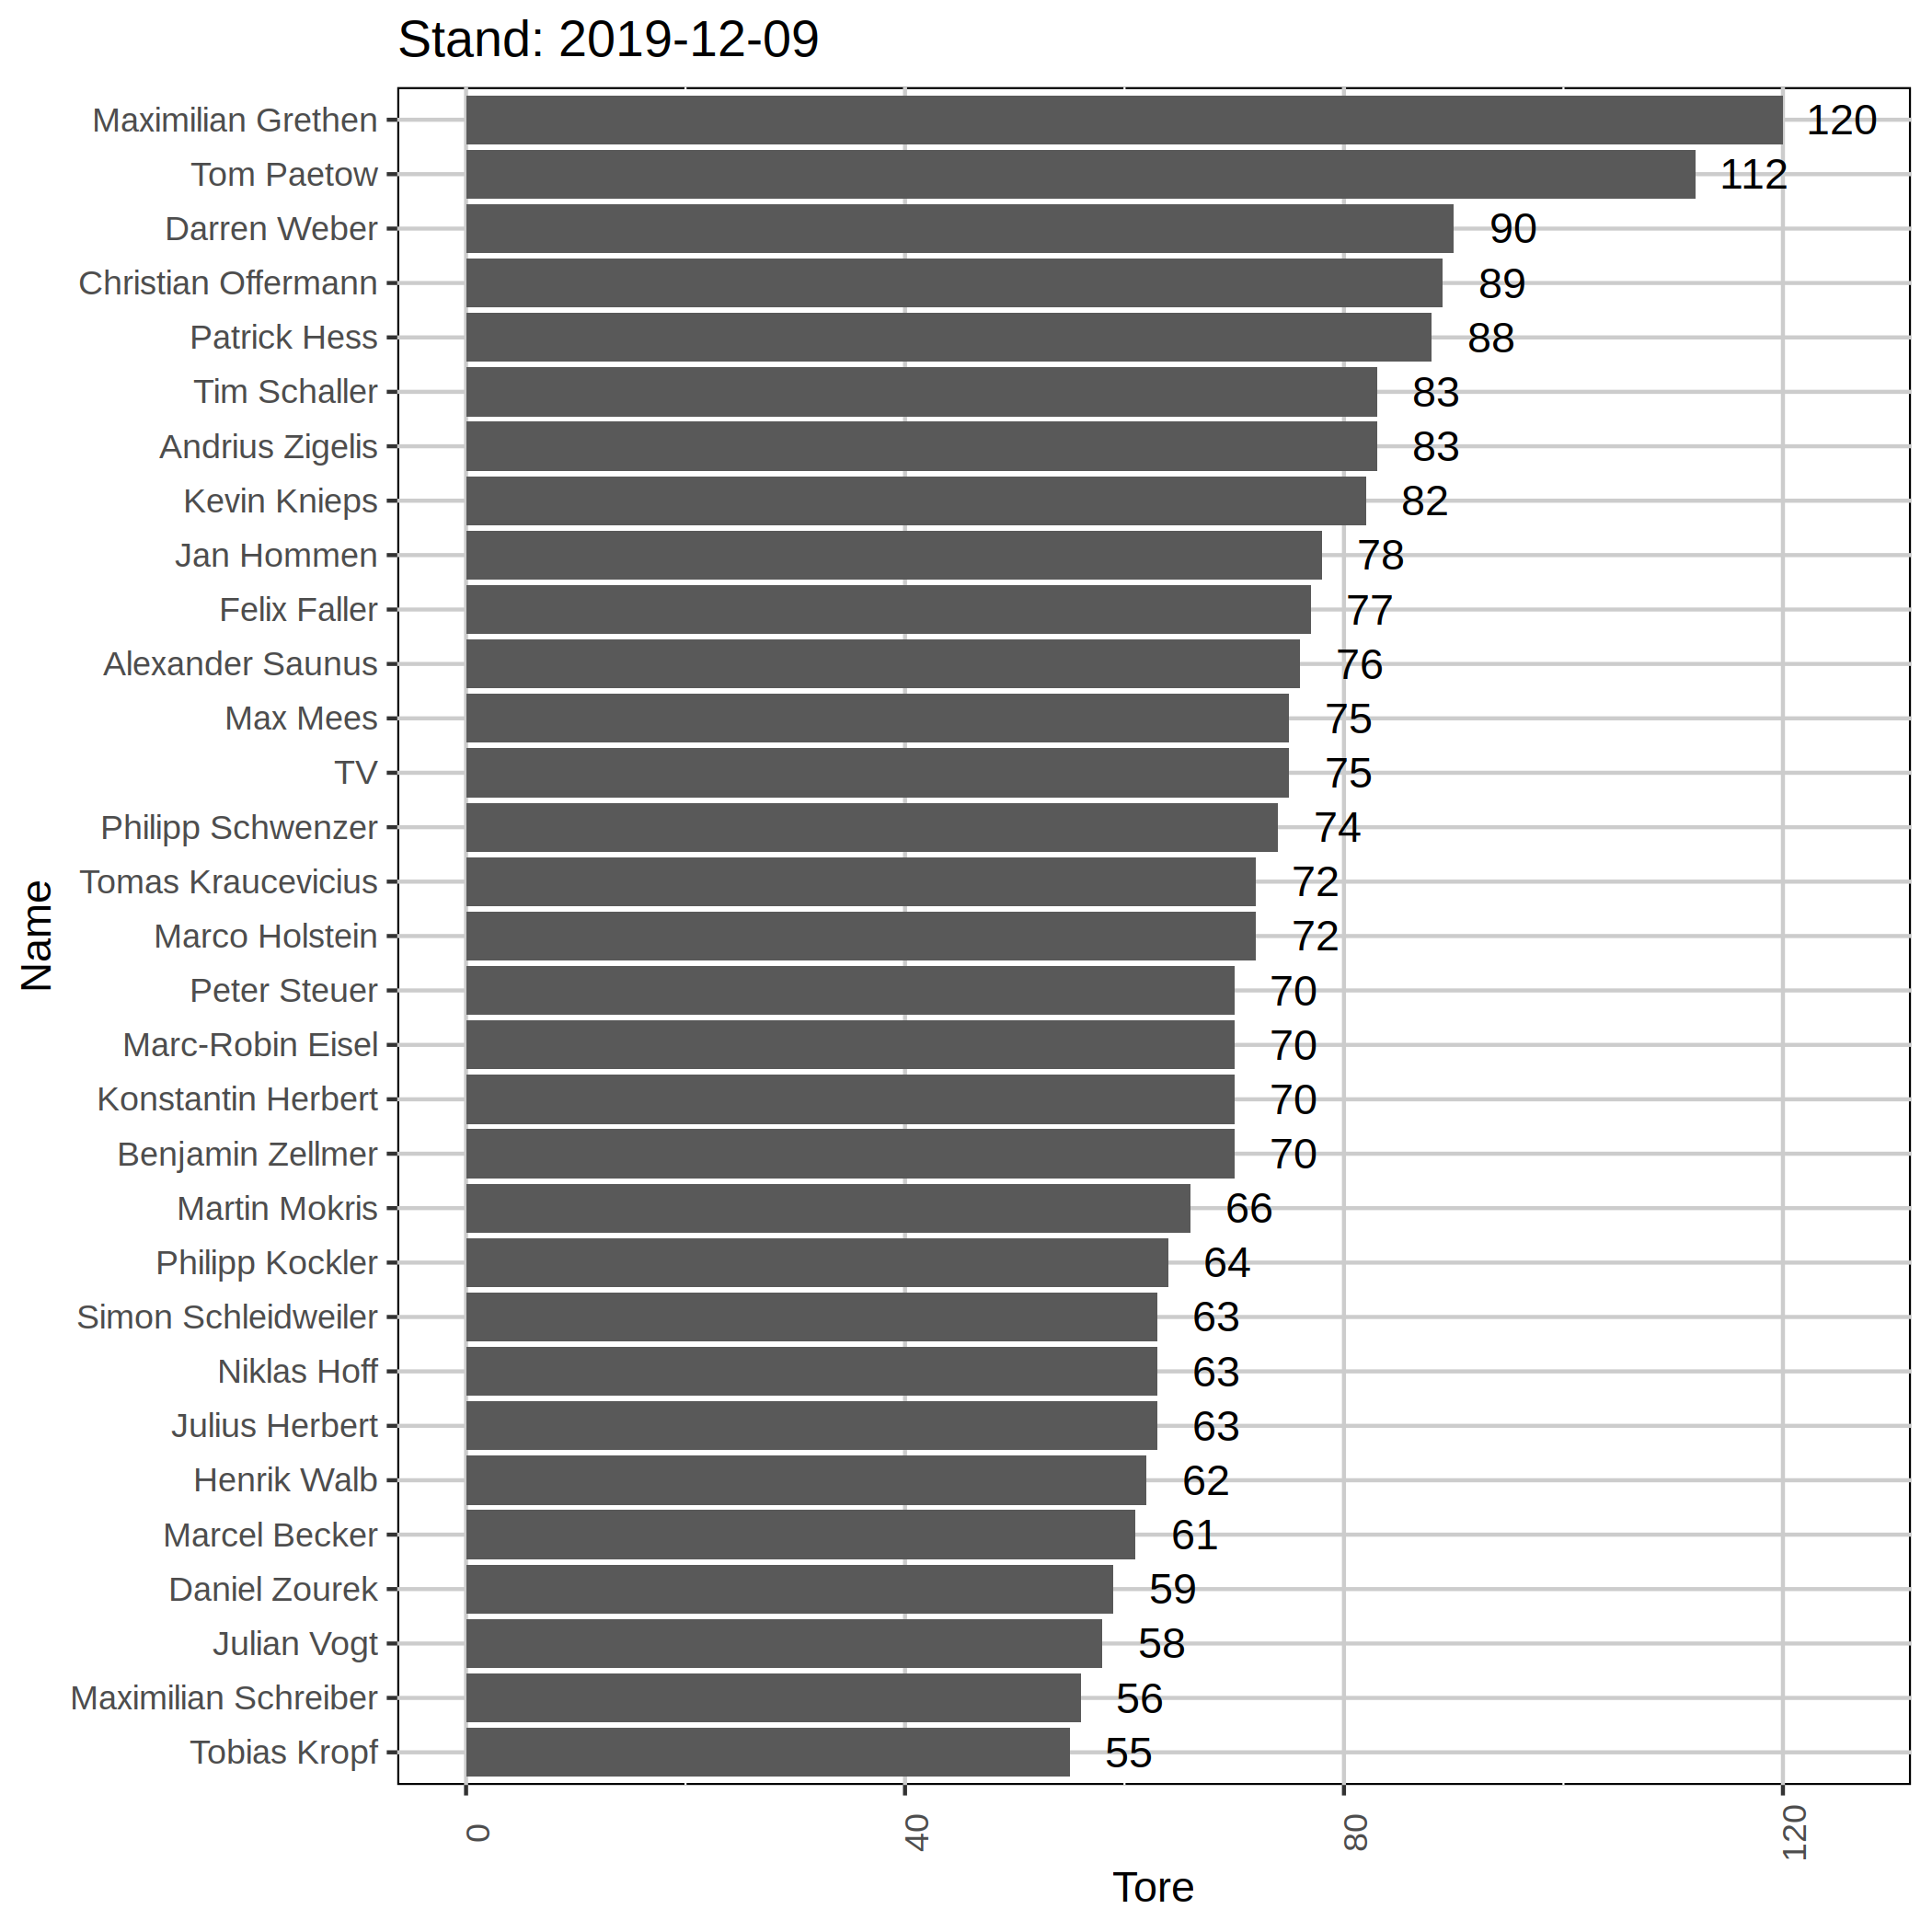 Stand: 2019-12-09
Maximilian Grethen 120
Tom Paetow 112
Darren Weber 90
Christian Offermann 89
Patrick Hess 88
Tim Schaller 83
Andrius Zigelis 83
Kevin Knieps 82
Jan Hommen 78
Felix Faller 77
Alexander Saunus 76
Max Mees 75
TV 75
Philipp Schwenzer 74
Tomas Kraucevicius 72
Marco Holstein 72
Peter Steuer 70
Marc-Robin Eisel 70
Konstantin Herbert 70
Benjamin Zellmer 70
Martin Mokris 66
Philipp Kockler 64
Simon Schleidweiler 63
Niklas Hoff 63
Julius Herbert 63
Henrik Walb 62
Marcel Becker 61
Daniel Zourek 59
Julian Vogt 58
Maximilian Schreiber 56
Tobias Kropf 55
Name
0 40 80 120
Tore